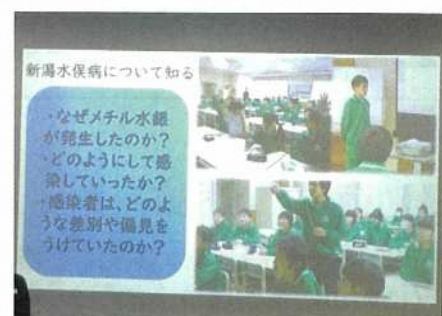 新潟水俣病について知る
・なぜメチル水銀
が発生したのか？
・どのようにして感
染していったか？
・感染者は、どのよ
うな差別や偏見を
うけていたのか？